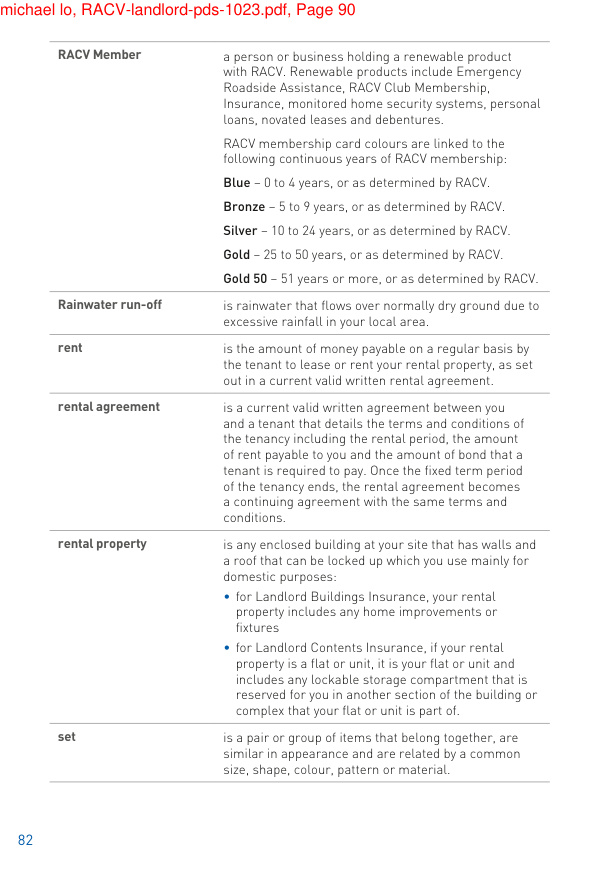 michael lo, RACV-landlord-pds-1023.pdf, Page 90
RACV Member
a person or business holding a renewable product
with RACV. Renewable products include Emergency
Roadside Assistance, RACV Club Membership,
Insurance, monitored home security systems, personal
loans, novated leases and debentures.
RACV membership card colours are linked to the
following continuous years of RACV membership:
Blue – 0 to 4 years, or as determined by RACV.
Bronze – 5 to 9 years, or as determined by RACV.
Silver – 10 to 24 years, or as determined by RACV.
Gold – 25 to 50 years, or as determined by RACV.
Gold 50 – 51 years or more, or as determined by RACV.
Rainwater run-off
is rainwater that flows over normally dry ground due to
excessive rainfall in your local area.
rent
is the amount of money payable on a regular basis by
the tenant to lease or rent your rental property, as set
out in a current valid written rental agreement.
rental agreement
is a current valid written agreement between you
and a tenant that details the terms and conditions of
the tenancy including the rental period, the amount
of rent payable to you and the amount of bond that a
tenant is required to pay. Once the fixed term period
of the tenancy ends, the rental agreement becomes
a continuing agreement with the same terms and
conditions.
rental property
is any enclosed building at your site that has walls and
a roof that can be locked up which you use mainly for
domestic purposes:
• for Landlord Buildings Insurance, your rental
property includes any home improvements or
fixtures
• for Landlord Contents Insurance, if your rental
property is a flat or unit, it is your flat or unit and
includes any lockable storage compartment that is
reserved for you in another section of the building or
complex that your flat or unit is part of.
set
is a pair or group of items that belong together, are
similar in appearance and are related by a common
size, shape, colour, pattern or material.
82